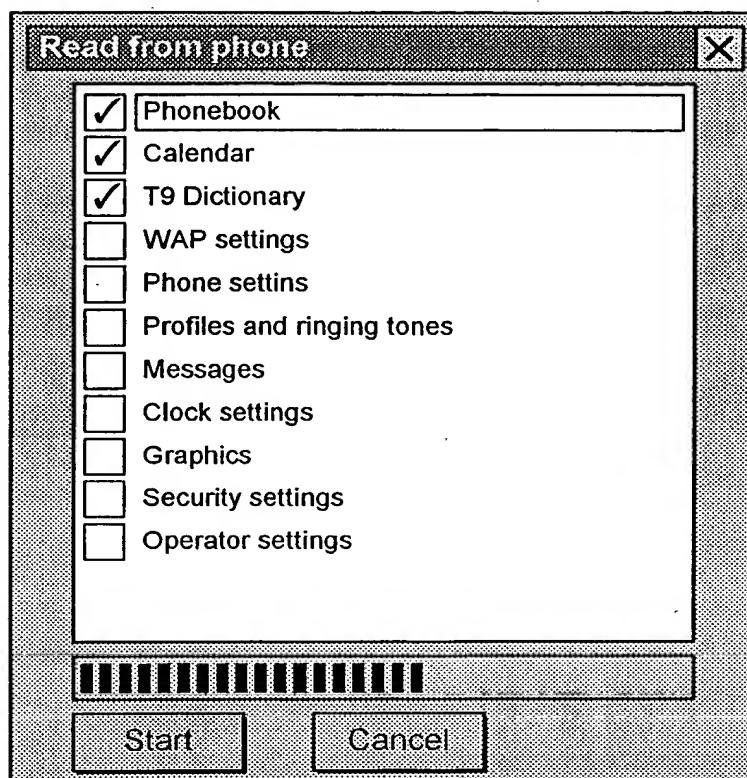 Read from phone
Phonebook
Calendar
T9 Dictionary
WAP settings
Phone settins
Profiles and ringing tones
Messages
Clock settings
Graphics
Security settings
Operator settings
Start Cancel